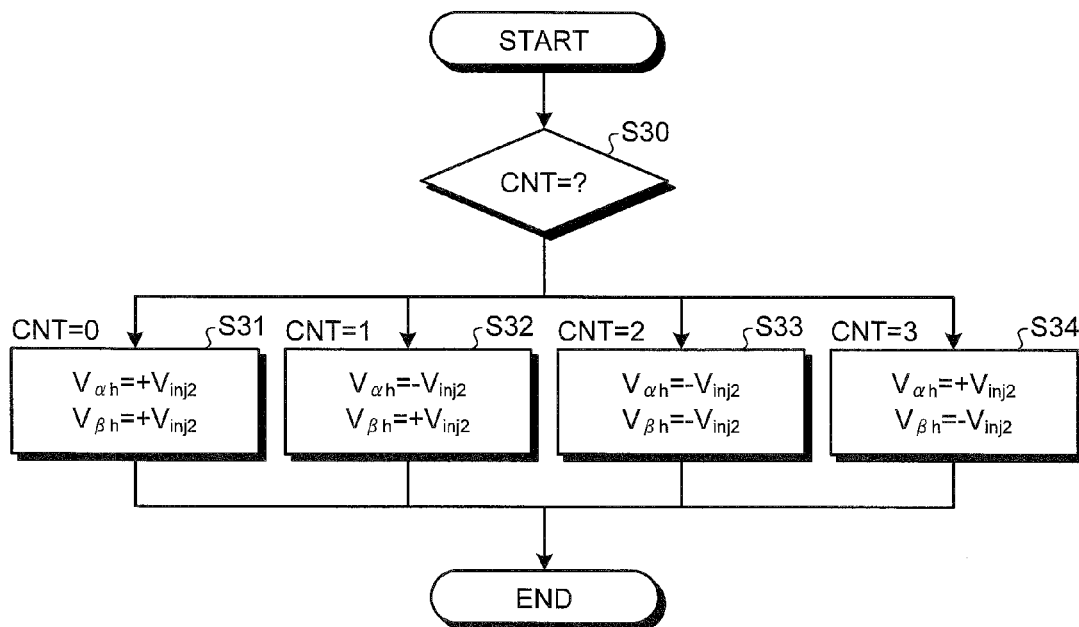 START
S30
CNT=?
CNT=0
S31
CNT=1
S32
CNT=2
S33
CNT=3
S34
Vαh=+Vinj2
Vβh=+Vinj2
Vαh=-Vinj2
Vβh=+Vinj2
Vαh=-Vinj2
Vβh=-Vinj2
Vαh=+Vinj2
Vβh=-Vinj2
END